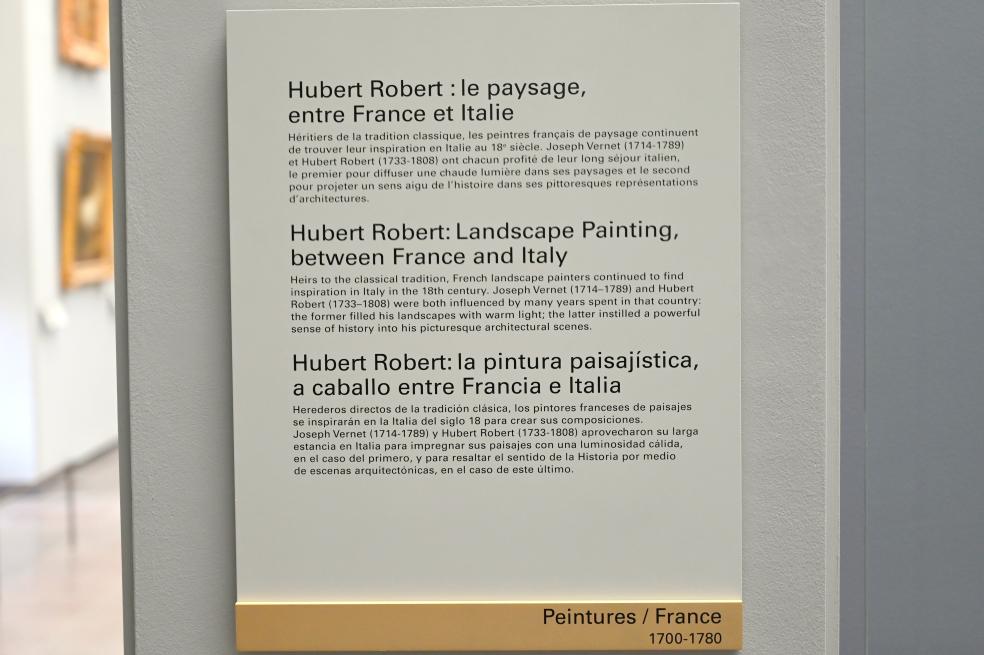 Hubert Robert : le paysage,
entre France et Italie
Héritiers de la tradition classique, les peintres français de paysage continuent
de trouver leur inspiration en Italie au 18e siècle. Joseph Vernet (1714-1789)
et Hubert Robert (1733-1808) ont chacun profité de leur long séjour italien,
le premier pour diffuser une chaude lumière dans ses paysages et le second
pour projeter un sens aigu de l'histoire dans ses pittoresques représentations
d'architectures.
Hubert Robert: Landscape Painting,
between France and Italy
Heirs to the classical tradition, French landscape painters continued to find
inspiration in Italy in the 18th century. Joseph Vernet (1714–1789) and Hubert
Robert (1733–1808) were both influenced by many years spent in that country:
the former filled his landscapes with warm light; the latter instilled a powerful
sense of history into his picturesque architectural scenes.
Hubert Robert: la pintura paisajística,
a caballo entre Francia e Italia
Herederos directos de la tradición clásica, los pintores franceses de paisajes
se inspirarán en la Italia del siglo 18 para crear sus composiciones.
Joseph Vernet (1714-1789) y Hubert Robert (1733-1808) aprovecharon su larga
estancia en Italia para impregnar sus paisajes con una luminosidad cálida,
en el caso del primero, y para resaltar el sentido de la Historia por medio
de escenas arquitectónicas, en el caso de este último.
Peintures / France
1700-1780